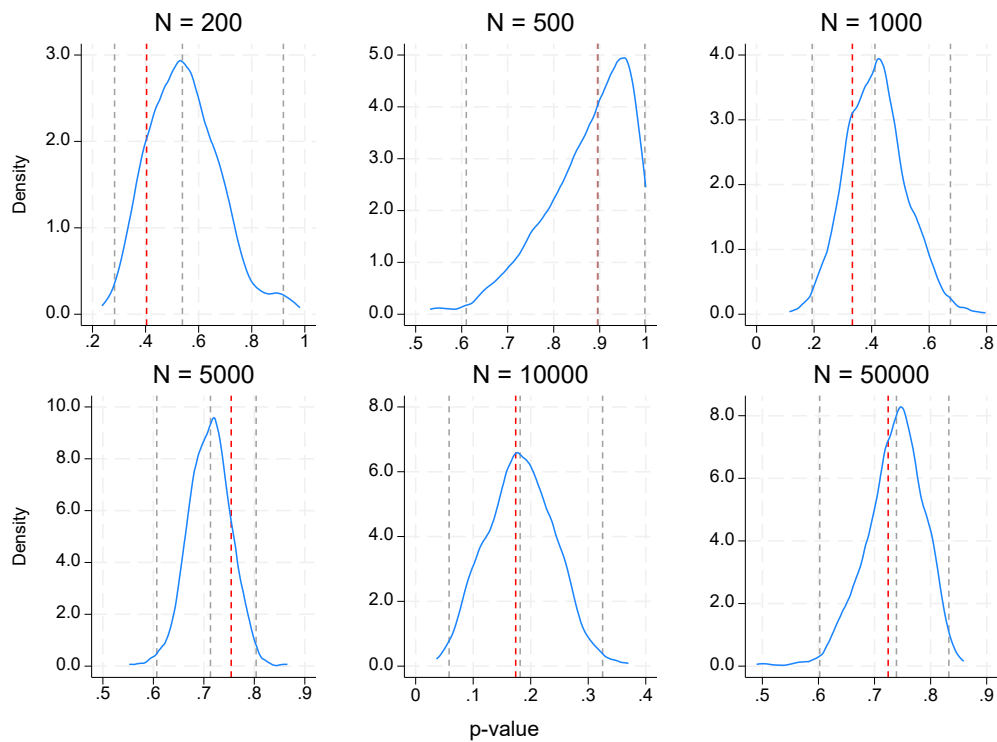 N = 200
Density
3.0
2.0
1.0
0.0
.2 .4 .6 .8 1
N = 500
5.0
4.0
3.0
2.0
1.0
0.0
.5 .6 .7 .8 .9 1
N = 1000
4.0
3.0
2.0
1.0
0.0
0 .2 .4 .6 .8
N = 5000
Density
10.0
8.0
6.0
4.0
2.0
0.0
.5 .6 .7 .8 .9
N = 10000
8.0
6.0
4.0
2.0
0.0
0 .1 .2 .3 .4
N = 50000
8.0
6.0
4.0
2.0
0.0
.5 .6 .7 .8 .9
p-value